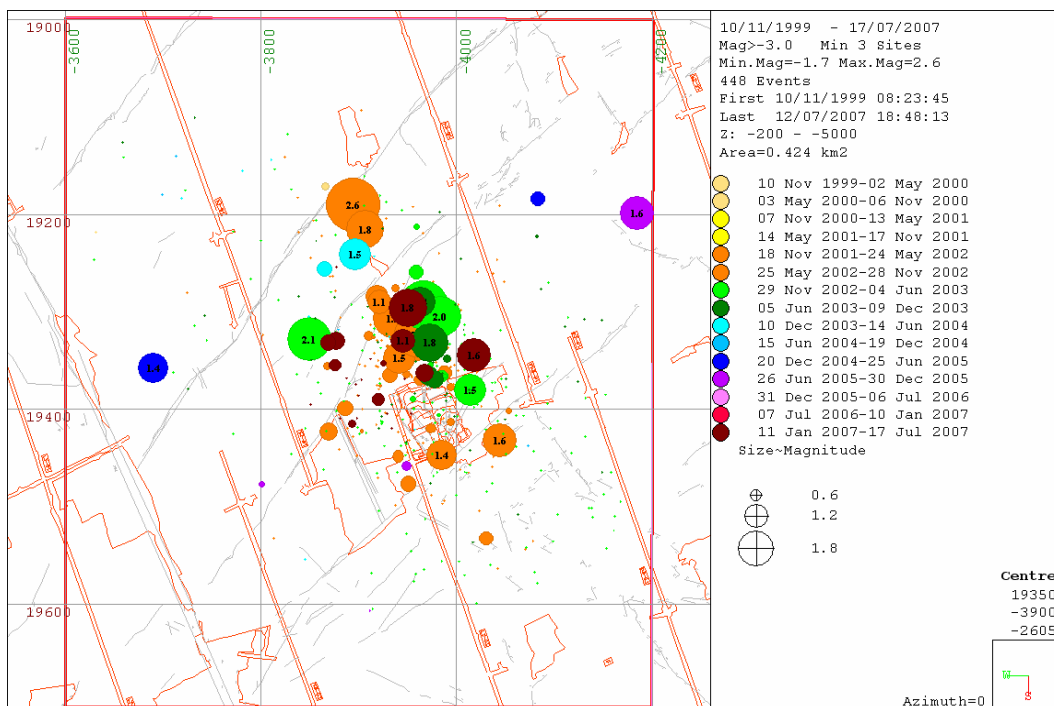 -3600
-3800
-4000
-4200
19000
19200
19400
19600
2.6
1.8
1.5
1.6
1.1
1.8
2.0
2.1
1.1
1.8
1.5
1.6
1.4
1.5
1.6
1.4
10/11/1999 - 17/07/2007
Mag>-3.0 Min 3 Sites
Min.Mag=-1.7 Max.Mag=2.6
448 Events
First 10/11/1999 08:23:45
Last 12/07/2007 18:48:13
Z: -200 - -5000
Area=0.424 km2
10 Nov 1999-02 May 2000
03 May 2000-06 Nov 2000
07 Nov 2000-13 May 2001
14 May 2001-17 Nov 2001
18 Nov 2001-24 May 2002
25 May 2002-28 Nov 2002
29 Nov 2002-04 Jun 2003
05 Jun 2003-09 Dec 2003
10 Dec 2003-14 Jun 2004
15 Jun 2004-19 Dec 2004
20 Dec 2004-25 Jun 2005
26 Jun 2005-30 Dec 2005
31 Dec 2005-06 Jul 2006
07 Jul 2006-10 Jan 2007
11 Jan 2007-17 Jul 2007
Size~Magnitude
0.6
1.2
1.8
Centre
19350
-3900
-2605
W
S
Azimuth=0